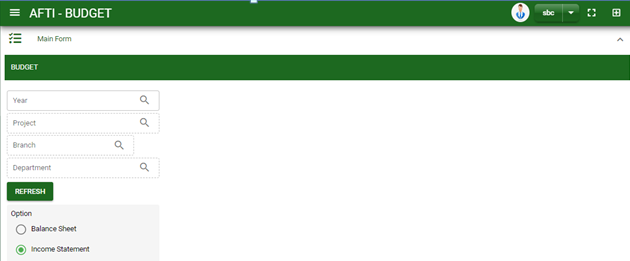 AFTI - BUDGET
sbc
Main Form
BUDGET
Year
Project
Branch
Department
REFRESH
Option
Balance Sheet
Income Statement